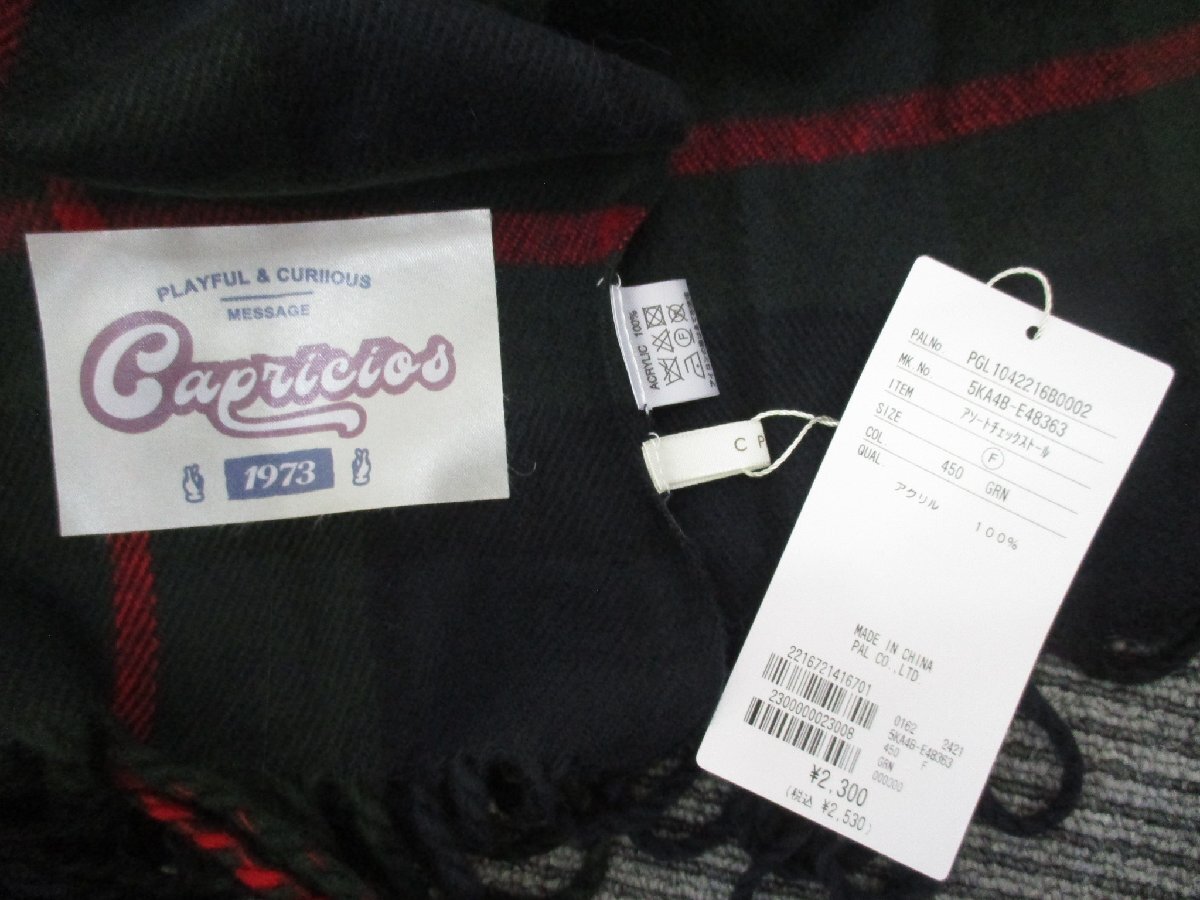 PLAYFUL & CURIIOUS
MESSAGE
Capricios
1973
ACRYLIC 100%
F
C P
PALNo PGL1042216B0002
MK.No 5KA4B-E48363
ITEM アソートチェックストール
SIZE F
COL 450 GRN
QUAL アクリル 100%
MADE IN CHINA
PAL CO.,LTD
2216721416701
2300000023008
0162 2421
5KA4B-E48363
450 F
GRN 000300
¥2,300
(税込 ¥2,530)